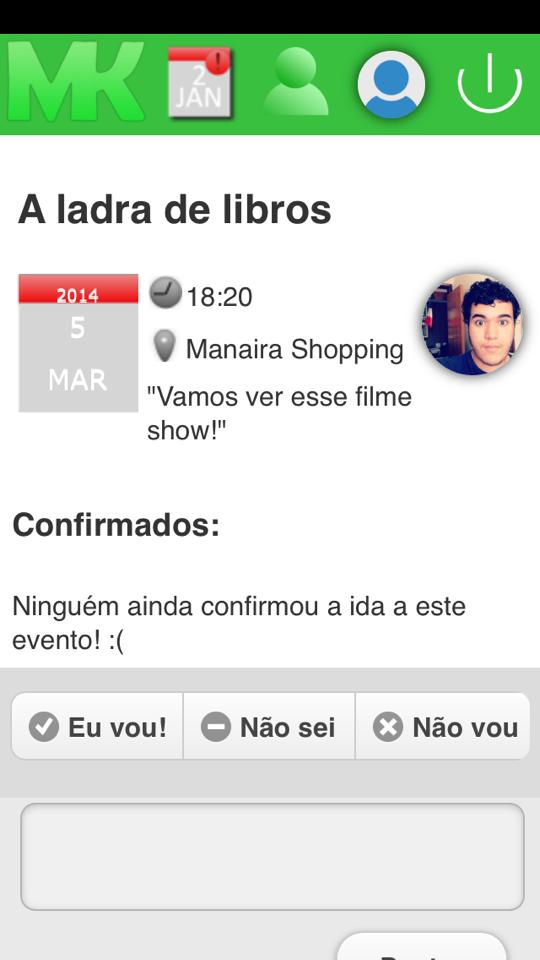 MK
2
JAN
A ladra de libros
2014
5
MAR
18:20
Manaira Shopping
"Vamos ver esse filme
show!"
Confirmados:
Ninguém ainda confirmou a ida a este
evento! :(
Eu vou!
Não sei
Não vou